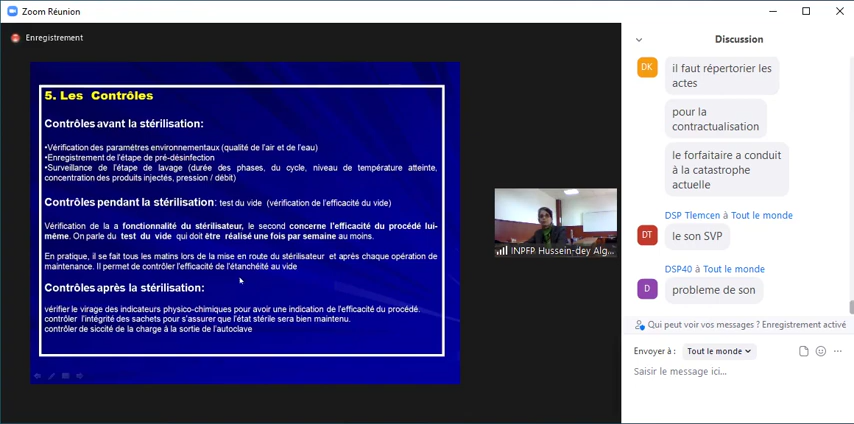 Zoom Réunion
Enregistrement
5. Les Contrôles
Contrôles avant la stérilisation:
•Vérification des paramètres environnementaux (qualité de l'air et de l'eau)
•Enregistrement de l'étape de pré-désinfection
•Surveillance de l'étape de lavage (durée des phases, du cycle, niveau de température atteinte,
concentration des produits injectés, pression / débit)
Contrôles pendant la stérilisation: test du vide (vérification de l'efficacité du vide)
Vérification de la a fonctionnalité du stérilisateur, le second concerne l'efficacité du procédé lui-
même. On parle du test du vide qui doit être réalisé une fois par semaine au moins.
En pratique, il se fait tous les matins lors de la mise en route du stérilisateur et après chaque opération de
maintenance. Il permet de contrôler l'efficacité de l'étanchéité au vide
Contrôles après la stérilisation:
vérifier le virage des indicateurs physico-chimiques pour avoir une indication de l'efficacité du procédé.
contrôler l'intégrité des sachets pour s'assurer que l'état stérile sera bien maintenu.
contrôler de siccité de la charge à la sortie de l'autoclave
INPFP Hussein-dey Alg...
Discussion
DK
il faut répertorier les
actes
pour la
contractualisation
le forfaitaire a conduit
à la catastrophe
actuelle
DSP Tlemcen à Tout le monde
DT
le son SVP
DSP40 à Tout le monde
D
probleme de son
Qui peut voir vos messages ? Enregistrement activé
Envoyer à : Tout le monde
Saisir le message ici...